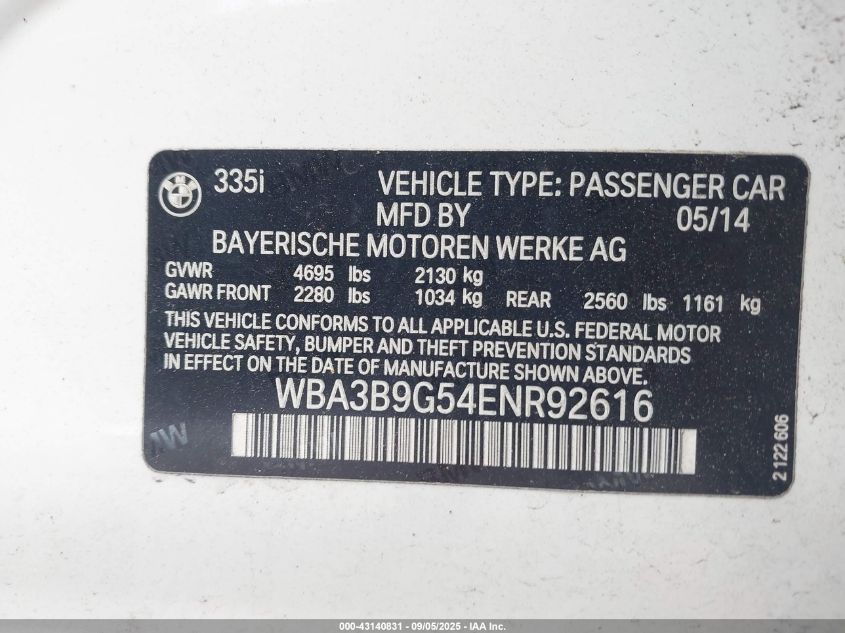 335i VEHICLE TYPE: PASSENGER CAR
MFD BY 05/14
BAYERISCHE MOTOREN WERKE AG
GVWR 4695 lbs 2130 kg
GAWR FRONT 2280 lbs 1034 kg REAR 2560 lbs 1161 kg
THIS VEHICLE CONFORMS TO ALL APPLICABLE U.S. FEDERAL MOTOR
VEHICLE SAFETY, BUMPER AND THEFT PREVENTION STANDARDS
IN EFFECT ON THE DATE OF MANUFACTURE SHOWN ABOVE.
WBA3B9G54ENR92616
2 122 606
000-43140831 - 09/05/2025 - IAA Inc.